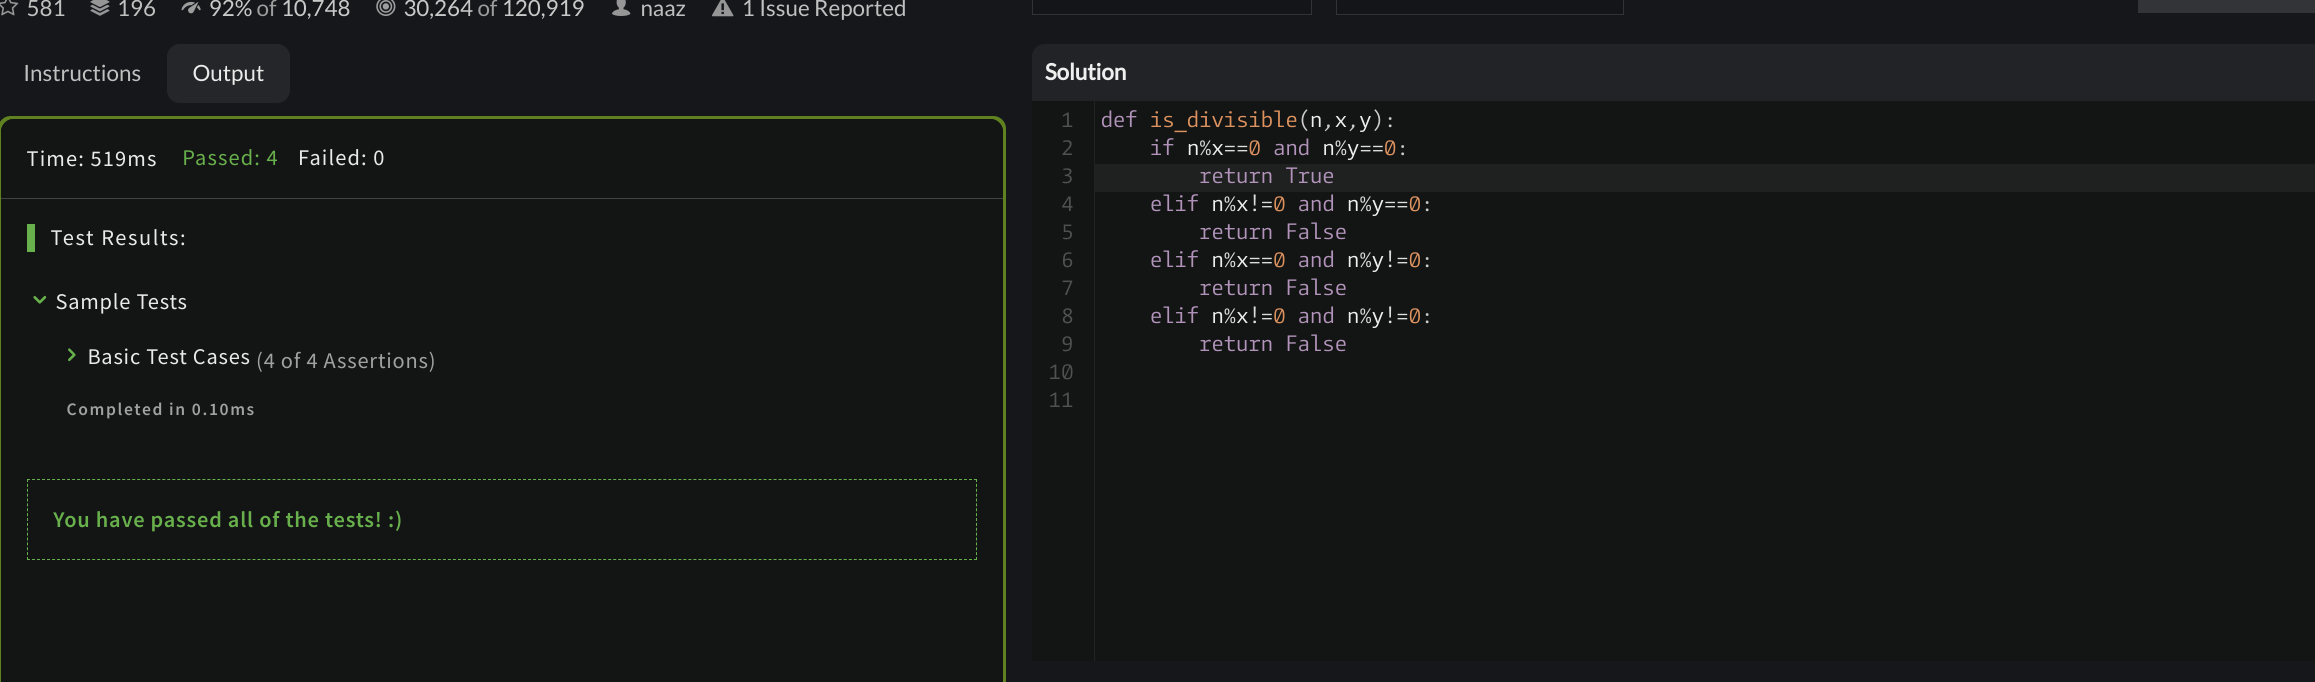 581 196 92% of 10,748 30,264 of 120,919 naaz 1 Issue Reported
Instructions Output
Time: 519ms Passed: 4 Failed: 0
Test Results:
Sample Tests
Basic Test Cases (4 of 4 Assertions)
Completed in 0.10ms
You have passed all of the tests! :)
Solution
1 def is_divisible(n,x,y):
2     if n%x==0 and n%y==0:
3         return True
4     elif n%x!=0 and n%y==0:
5         return False
6     elif n%x==0 and n%y!=0:
7         return False
8     elif n%x!=0 and n%y!=0:
9         return False
10
11